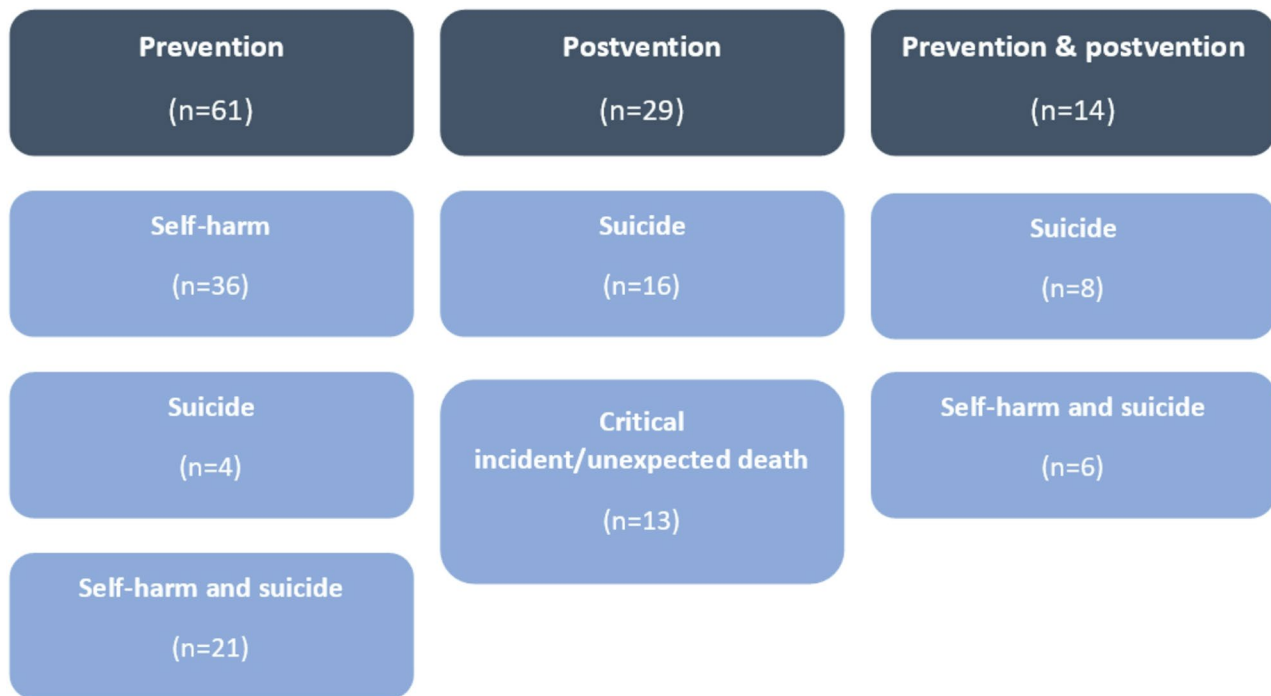 Prevention
(n=61)
Self-harm
(n=36)
Suicide
(n=4)
Self-harm and suicide
(n=21)
Postvention
(n=29)
Suicide
(n=16)
Critical
incident/unexpected death
(n=13)
Prevention & postvention
(n=14)
Suicide
(n=8)
Self-harm and suicide
(n=6)